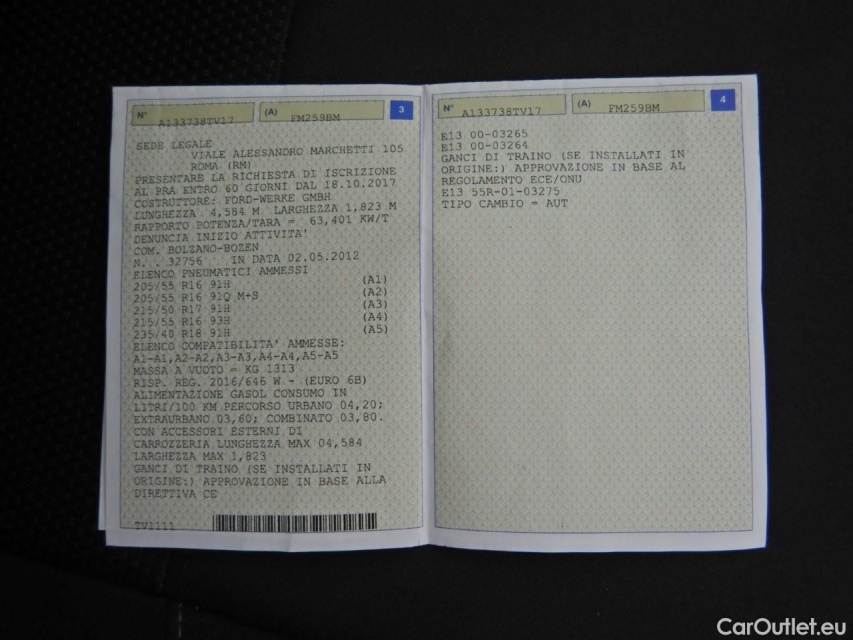 N° A133738TV17 (A) FM259BM 3
SEDE LEGALE
VIALE ALESSANDRO MARCHETTI 105
ROMA (RM)
PRESENTARE LA RICHIESTA DI ISCRIZIONE
AL PRA ENTRO 60 GIORNI DAL 18.10.2017
COSTRUTTORE: FORD-WERKE GMBH
LUNGHEZZA 4,584 M LARGHEZZA 1,823 M
RAPPORTO POTENZA/TARA = 63,401 KW/T
DENUNCIA INIZIO ATTIVITA'
COM. BOLZANO-BOZEN
N. . 32756 IN DATA 02.05.2012
ELENCO PNEUMATICI AMMESSI
205/55 R16 91H (A1)
205/55 R16 91Q M+S (A2)
215/50 R17 91H (A3)
215/55 R16 93H (A4)
235/40 R18 91H (A5)
ELENCO COMPATIBILITA' AMMESSE:
A1-A1,A2-A2,A3-A3,A4-A4,A5-A5
MASSA A VUOTO = KG 1313
RISP. REG. 2016/646 W - (EURO 6B)
ALIMENTAZIONE GASOL CONSUMO IN
LITRI/100 KM PERCORSO URBANO 04,20;
EXTRAURBANO 03,60; COMBINATO 03,80.
CON ACCESSORI ESTERNI DI
CARROZZERIA LUNGHEZZA MAX 04,584
LARGHEZZA MAX 1,823
GANCI DI TRAINO (SE INSTALLATI IN
ORIGINE:) APPROVAZIONE IN BASE ALLA
DIRETTIVA CE
TV1111
N° A133738TV17 (A) FM259BM 4
E13 00-03265
E13 00-03264
GANCI DI TRAINO (SE INSTALLATI IN
ORIGINE:) APPROVAZIONE IN BASE AL
REGOLAMENTO ECE/ONU
E13 55R-01-03275
TIPO CAMBIO = AUT
CarOutlet.eu